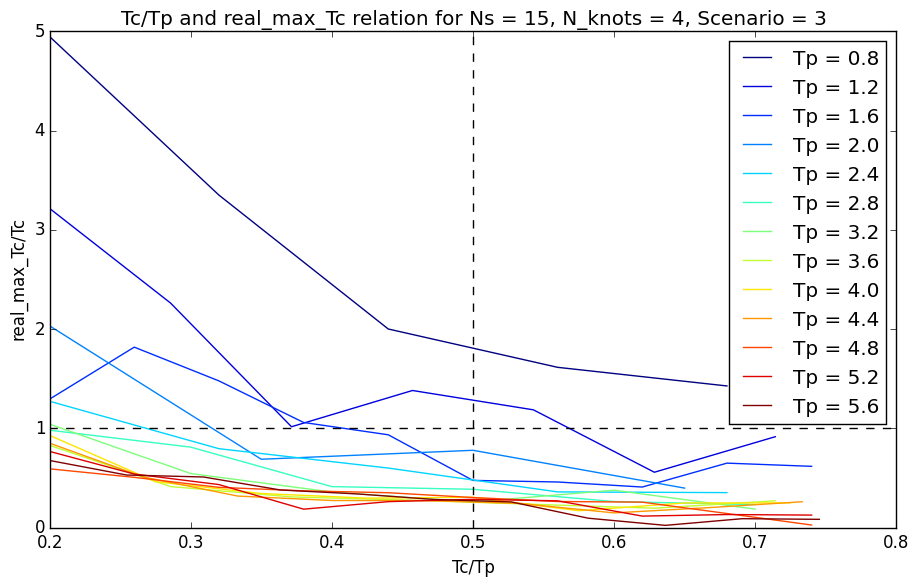 Tc/Tp and real_max_Tc relation for Ns = 15, N_knots = 4, Scenario = 3
5
4
3
2
1
0
real_max_Tc/Tc
Tp = 0.8
Tp = 1.2
Tp = 1.6
Tp = 2.0
Tp = 2.4
Tp = 2.8
Tp = 3.2
Tp = 3.6
Tp = 4.0
Tp = 4.4
Tp = 4.8
Tp = 5.2
Tp = 5.6
0.2 0.3 0.4 0.5 0.6 0.7 0.8
Tc/Tp